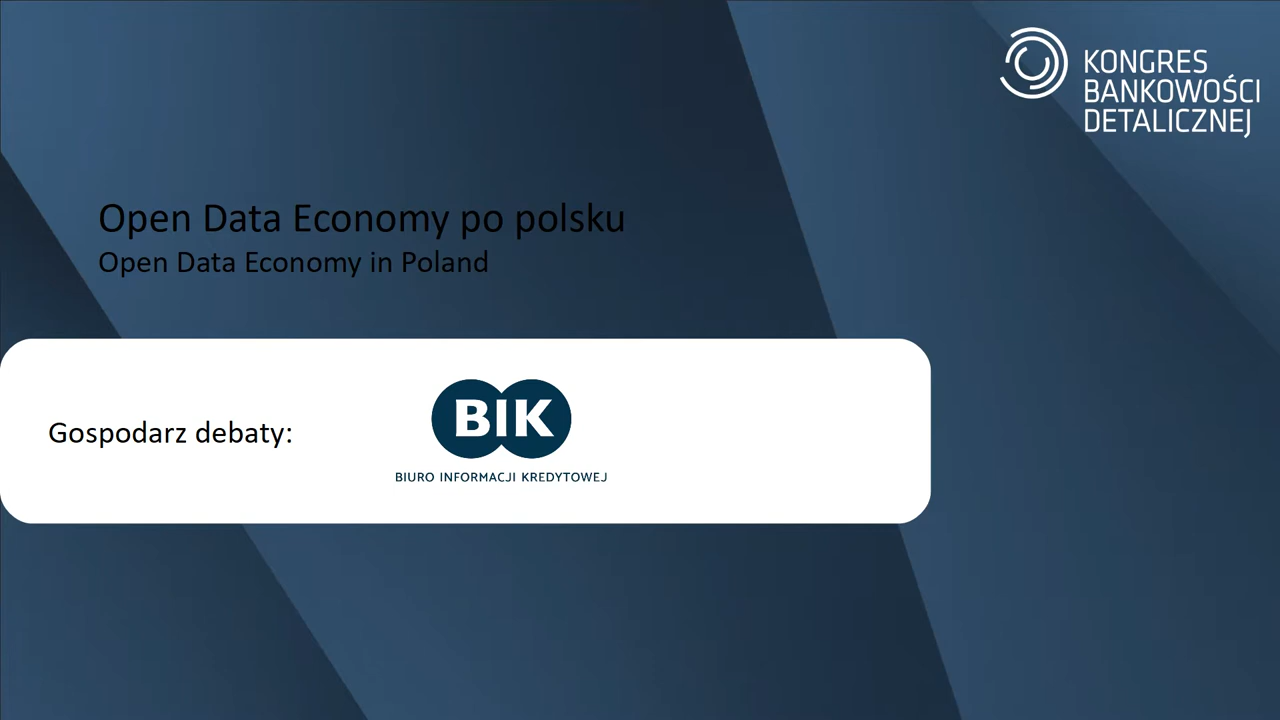 KONGRES
BANKOWOŚCI
DETALICZNEJ
Open Data Economy po polsku
Open Data Economy in Poland
Gospodarz debaty:
BIK
BIURO INFORMACJI KREDYTOWEJ